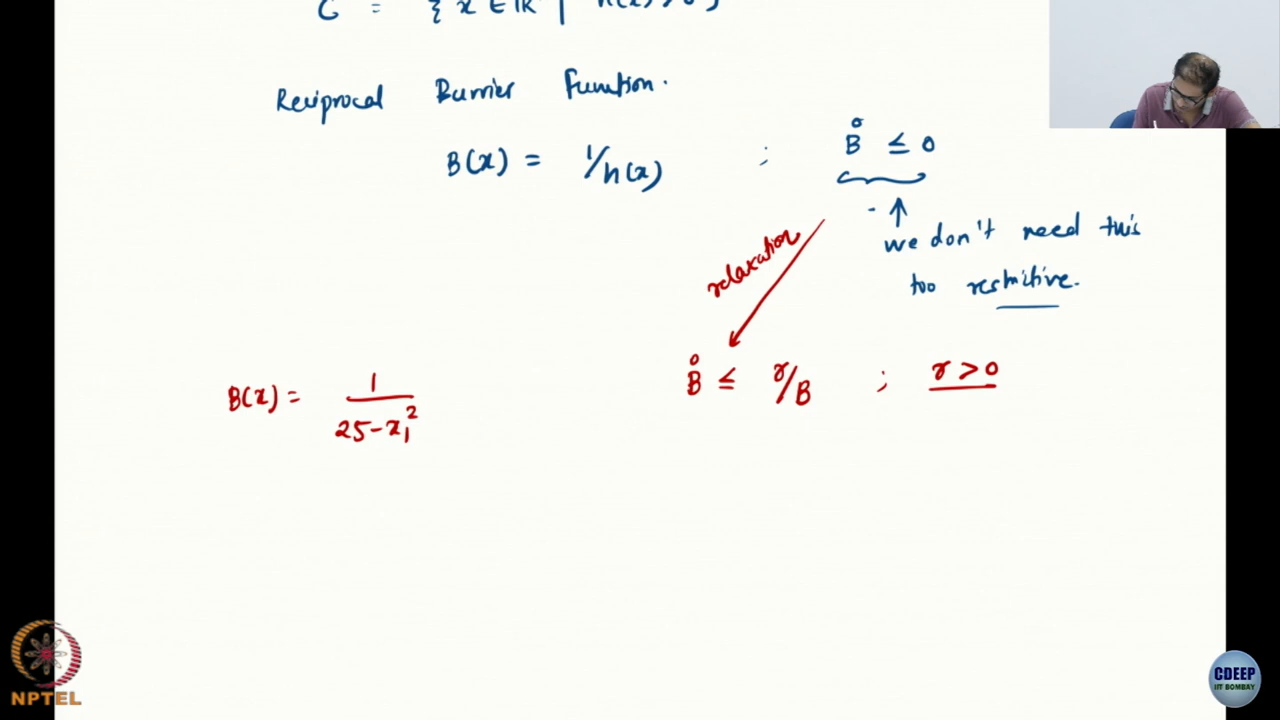 C = { x ∈ ℝ | h(x) > 0 }
Reciprocal Barrier Function.
B(x) = 1/h(x) ; Ḃ ≤ 0
we don't need this
too restrictive.
relaxation
Ḃ ≤ r/B ; r > 0
B(x) = 1/(25-x₁²)
NPTEL
CDEEP
IIT BOMBAY